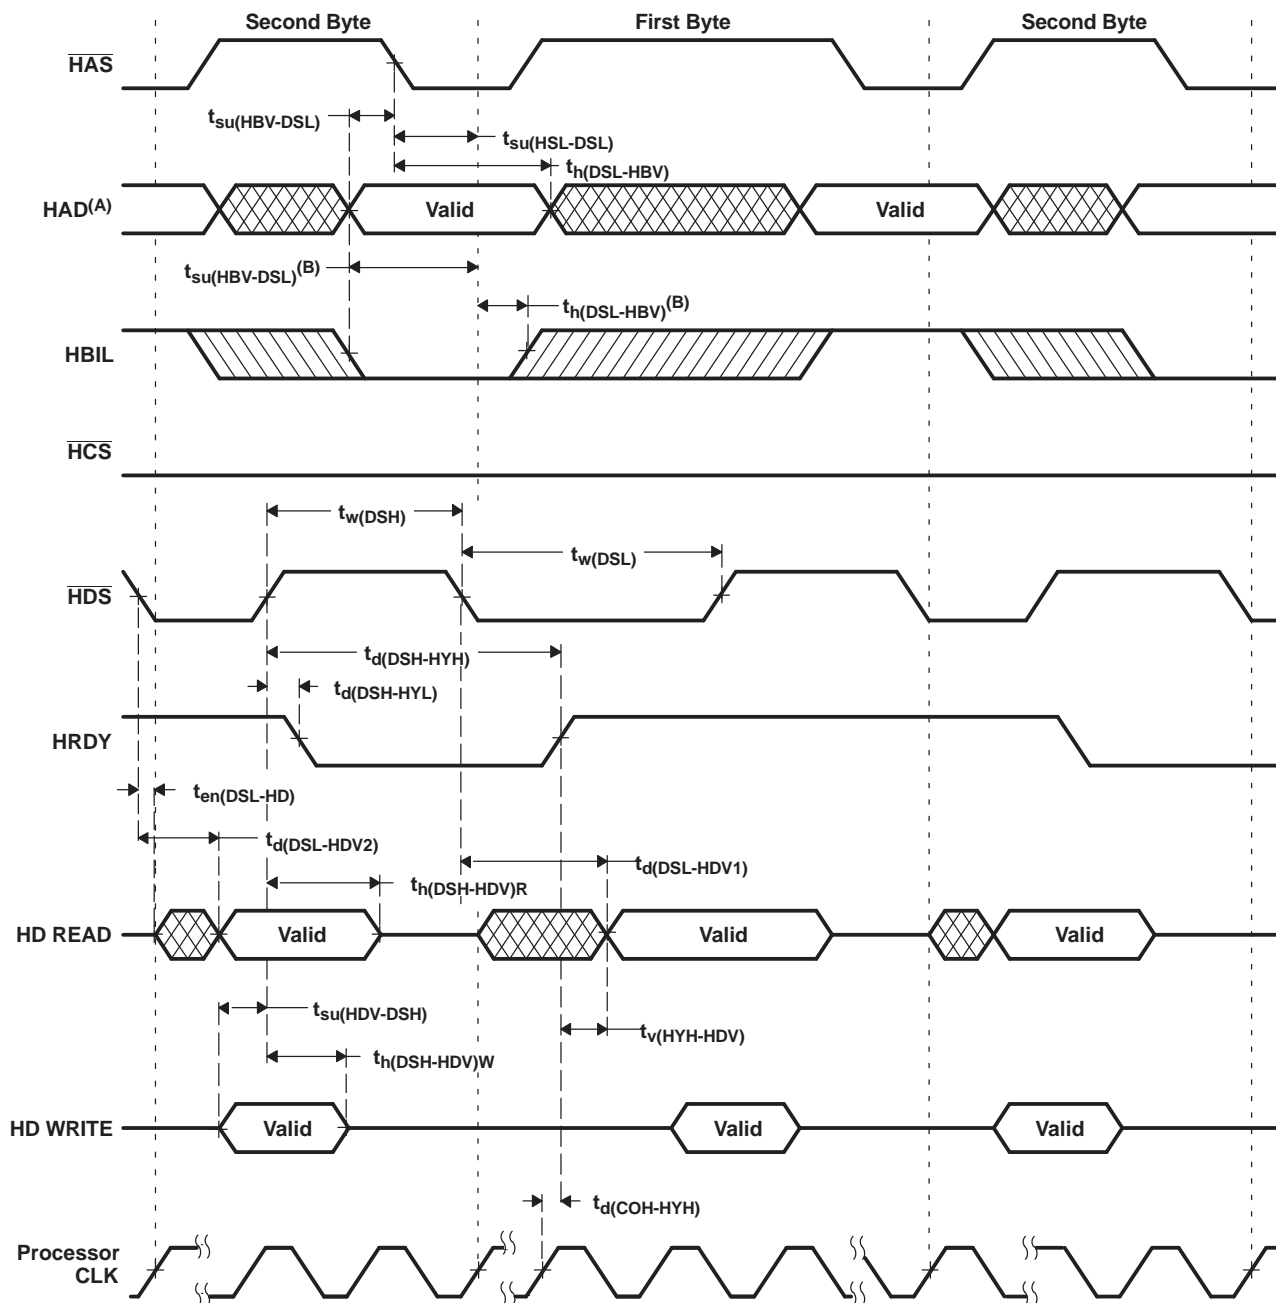 Second Byte First Byte Second Byte
HAS
tsu(HBV-DSL)
tsu(HSL-DSL)
th(DSL-HBV)
HAD(A) Valid Valid
tsu(HBV-DSL)(B)
th(DSL-HBV)(B)
HBIL
HCS
tw(DSH)
tw(DSL)
HDS
td(DSH-HYH)
td(DSH-HYL)
HRDY
ten(DSL-HD)
td(DSL-HDV2)
td(DSL-HDV1)
th(DSH-HDV)R
HD READ Valid Valid Valid
tsu(HDV-DSH)
tv(HYH-HDV)
th(DSH-HDV)W
HD WRITE Valid Valid Valid
td(COH-HYH)
Processor
CLK